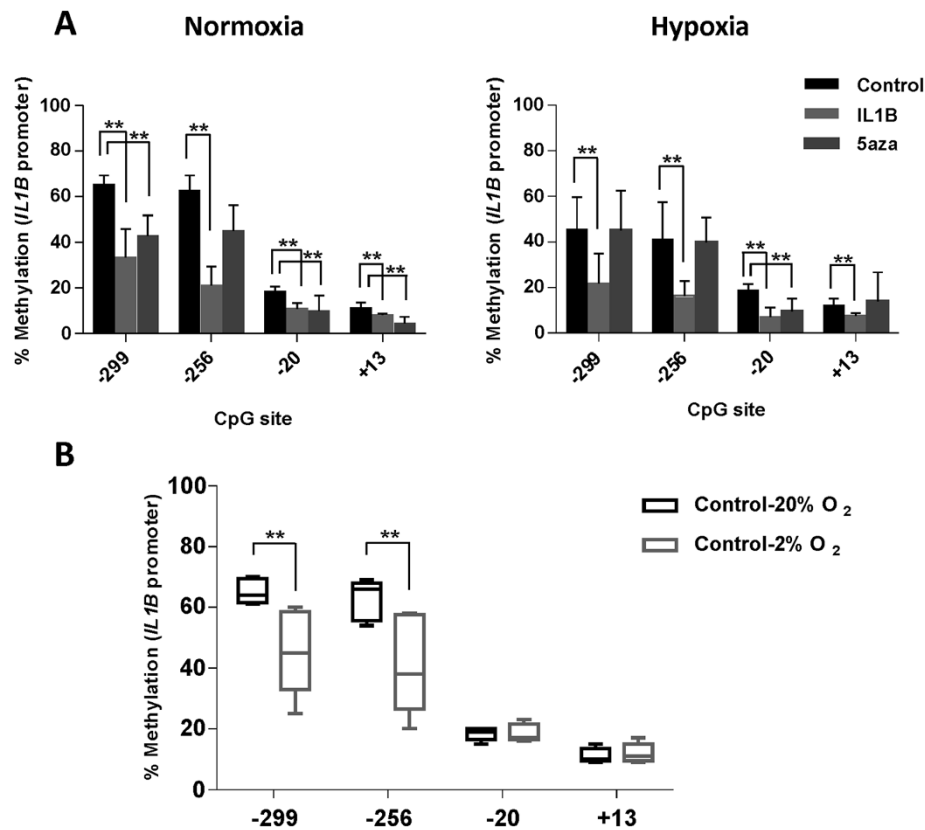 A
Normoxia
Hypoxia
% Methylation (IL1B promoter)
100
80
60
40
20
0
** ** ** ** ** ** **
-299 -256 -20 +13
CpG site
% Methylation (IL1B promoter)
100
80
60
40
20
0
** ** ** ** **
-299 -256 -20 +13
CpG site
Control
IL1B
5aza
B
% Methylation (IL1B promoter)
100
80
60
40
20
0
** **
-299 -256 -20 +13
Control-20% O 2
Control-2% O 2